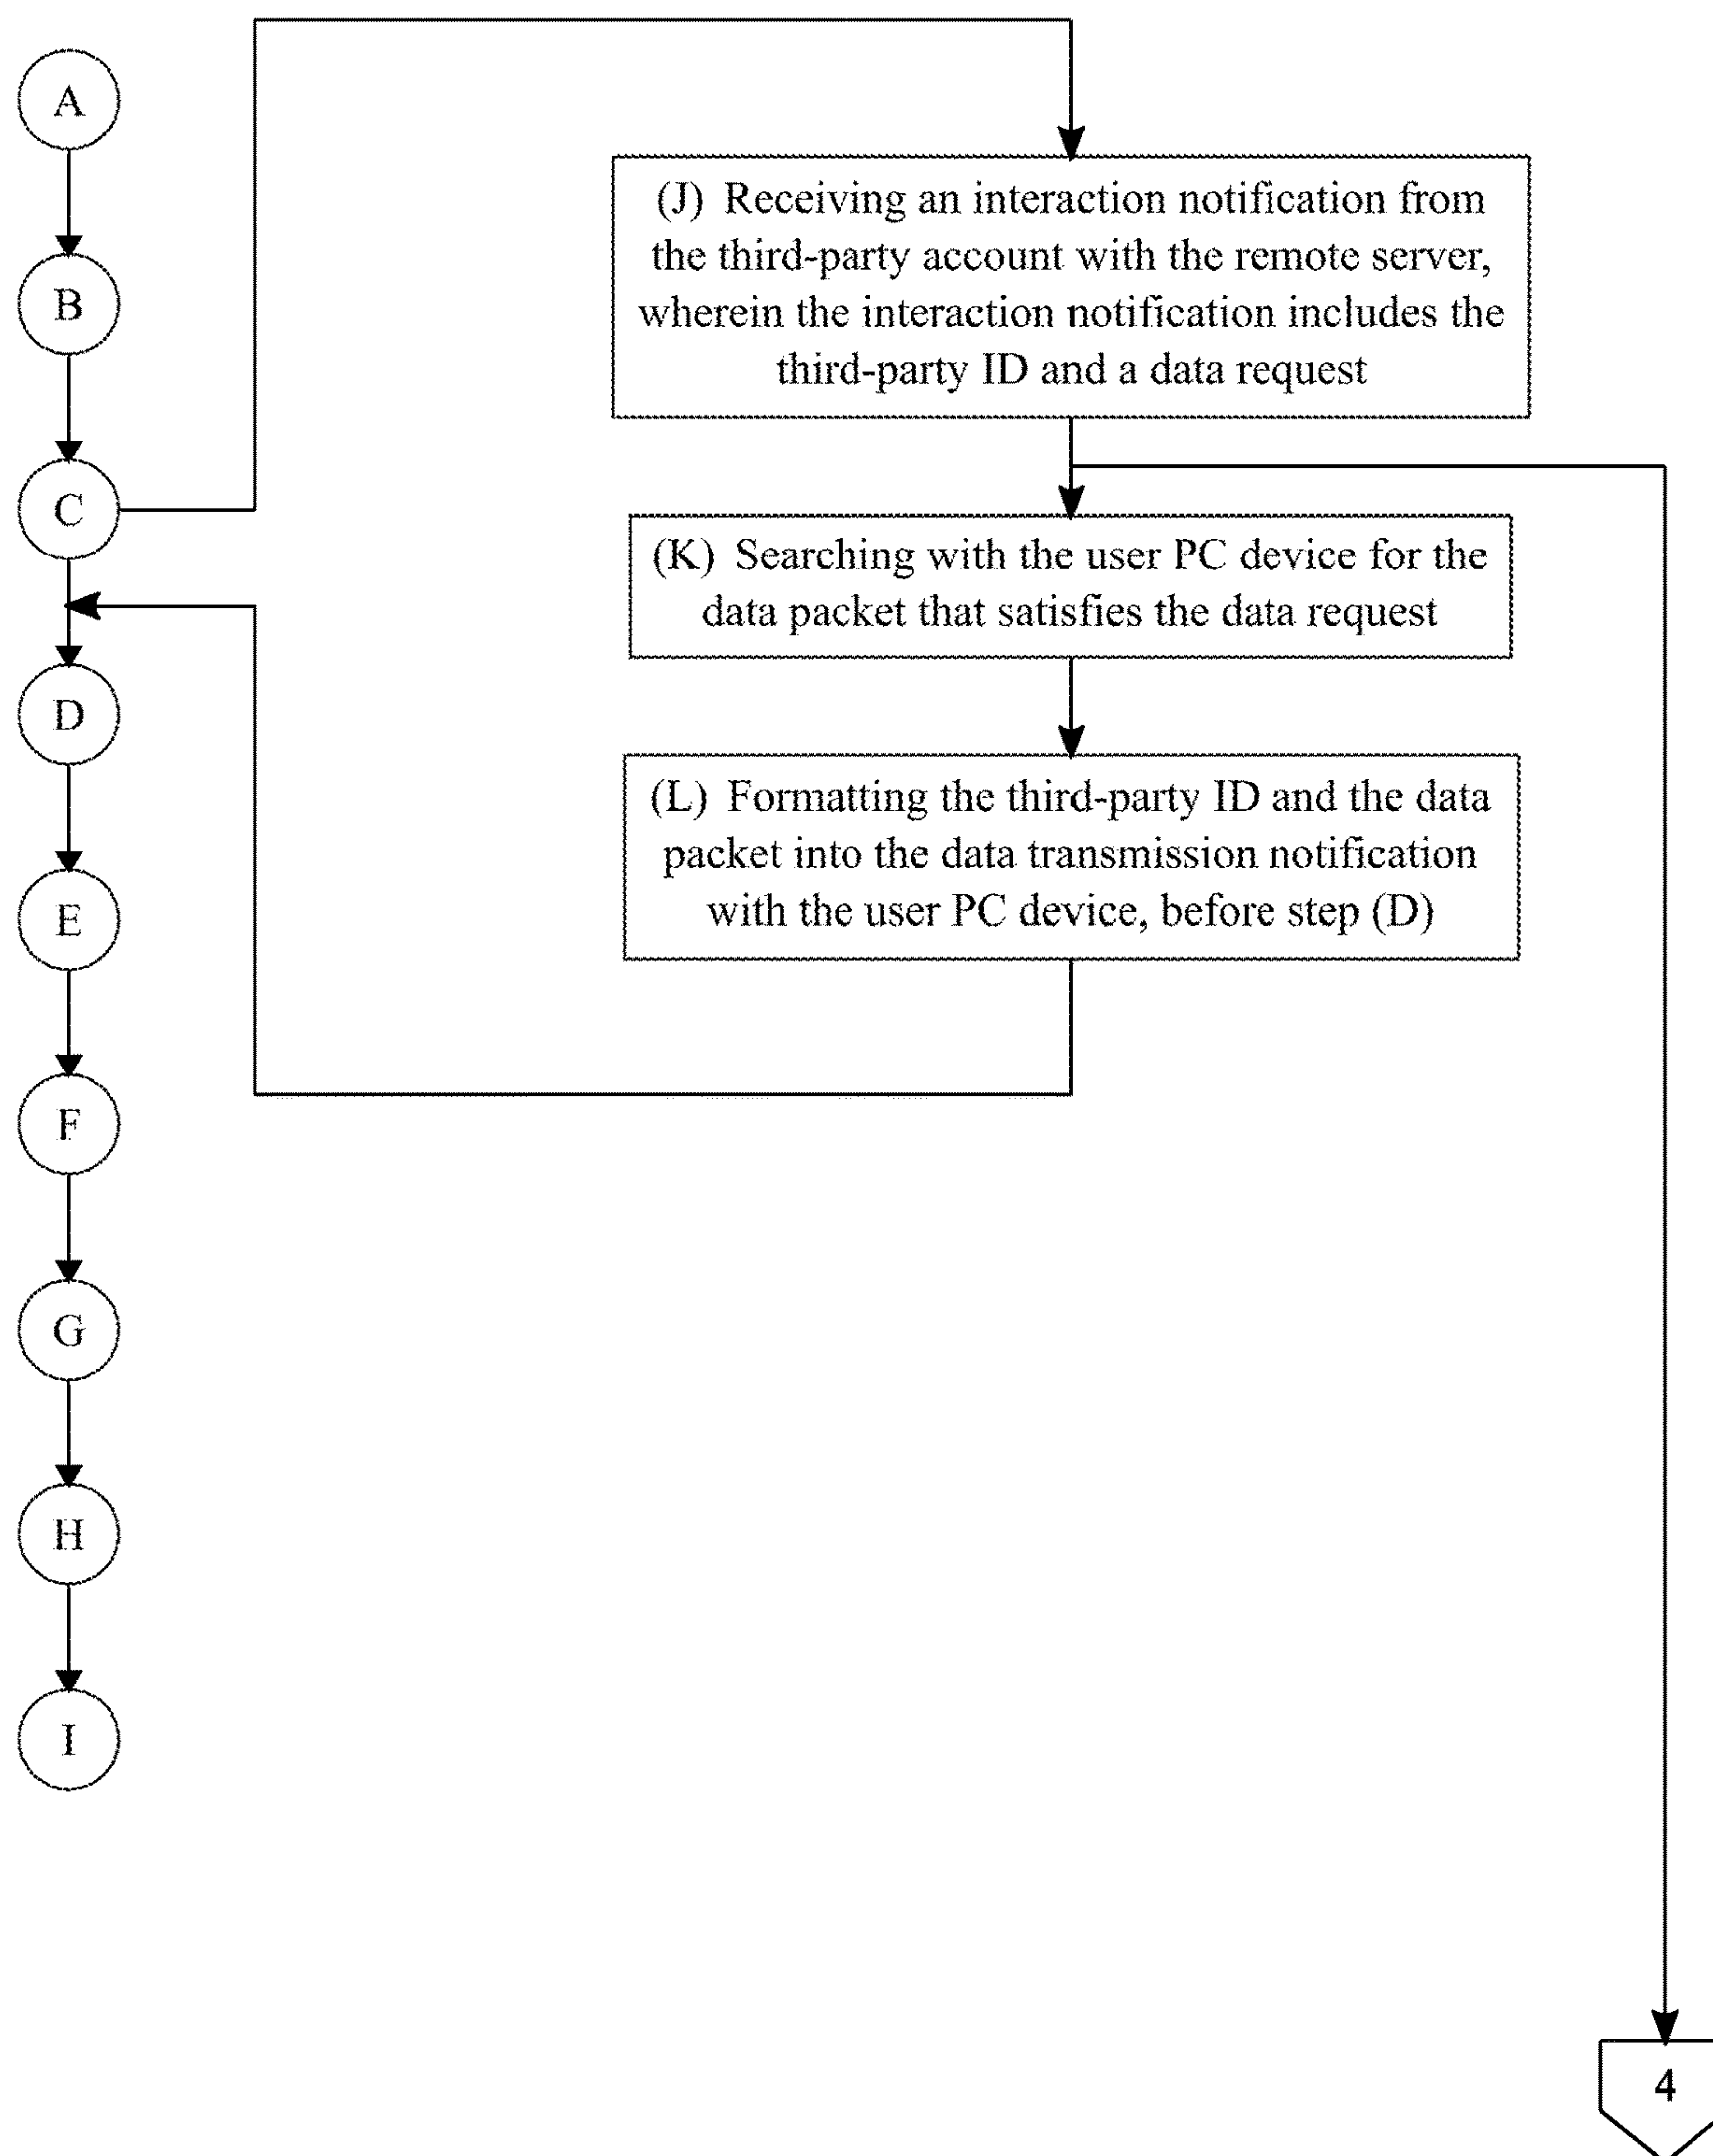 A
B
C
D
E
F
G
H
I
(J) Receiving an interaction notification from
the third-party account with the remote server,
wherein the interaction notification includes the
third-party ID and a data request
(K) Searching with the user PC device for the
data packet that satisfies the data request
(L) Formatting the third-party ID and the data
packet into the data transmission notification
with the user PC device, before step (D)
4